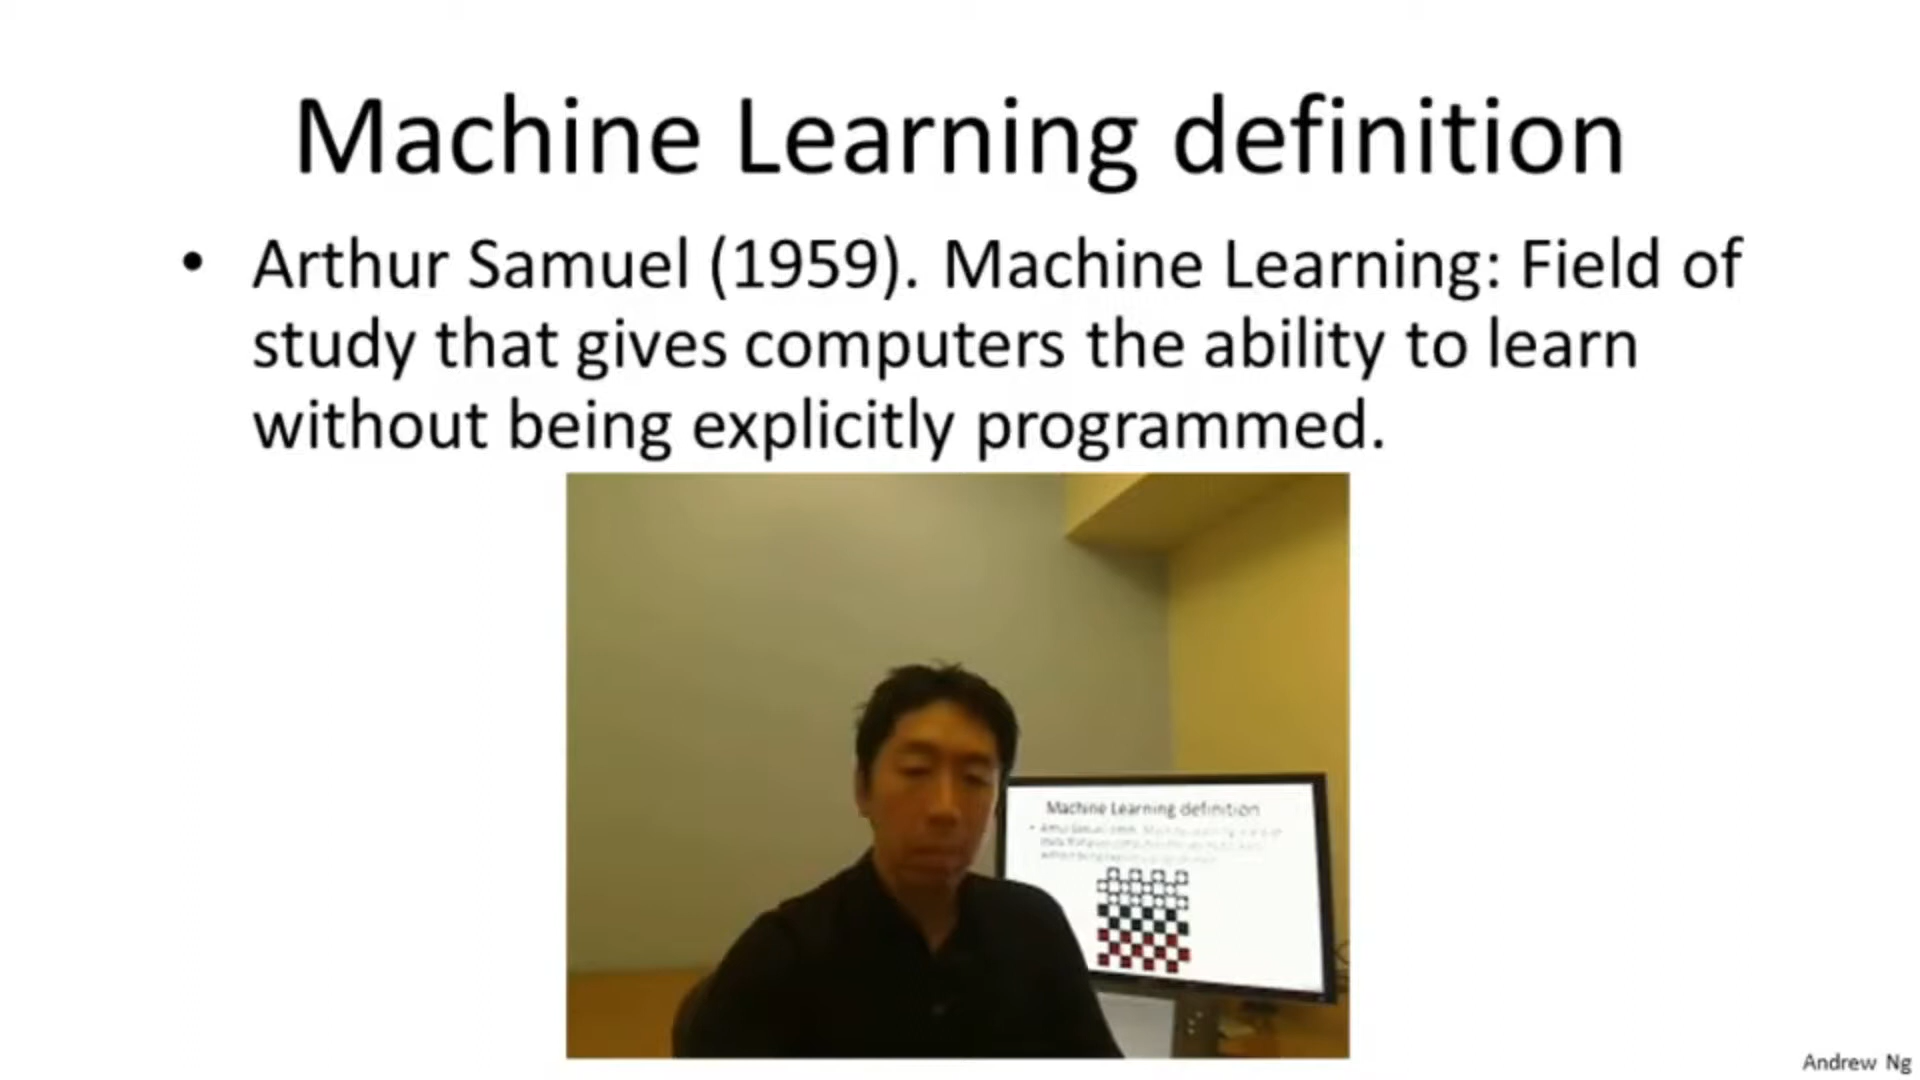 Machine Learning definition
• Arthur Samuel (1959). Machine Learning: Field of
study that gives computers the ability to learn
without being explicitly programmed.
Machine Learning definition
Andrew Ng